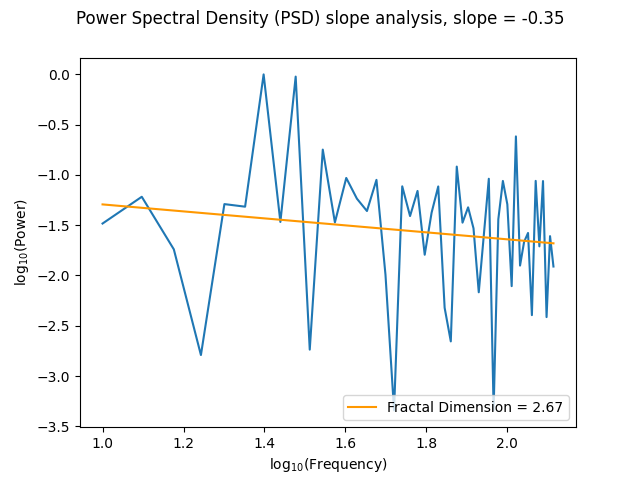 Power Spectral Density (PSD) slope analysis, slope = -0.35
0.0
−0.5
−1.0
−1.5
−2.0
−2.5
−3.0
−3.5
log₁₀(Power)
Fractal Dimension = 2.67
1.0 1.2 1.4 1.6 1.8 2.0
log₁₀(Frequency)